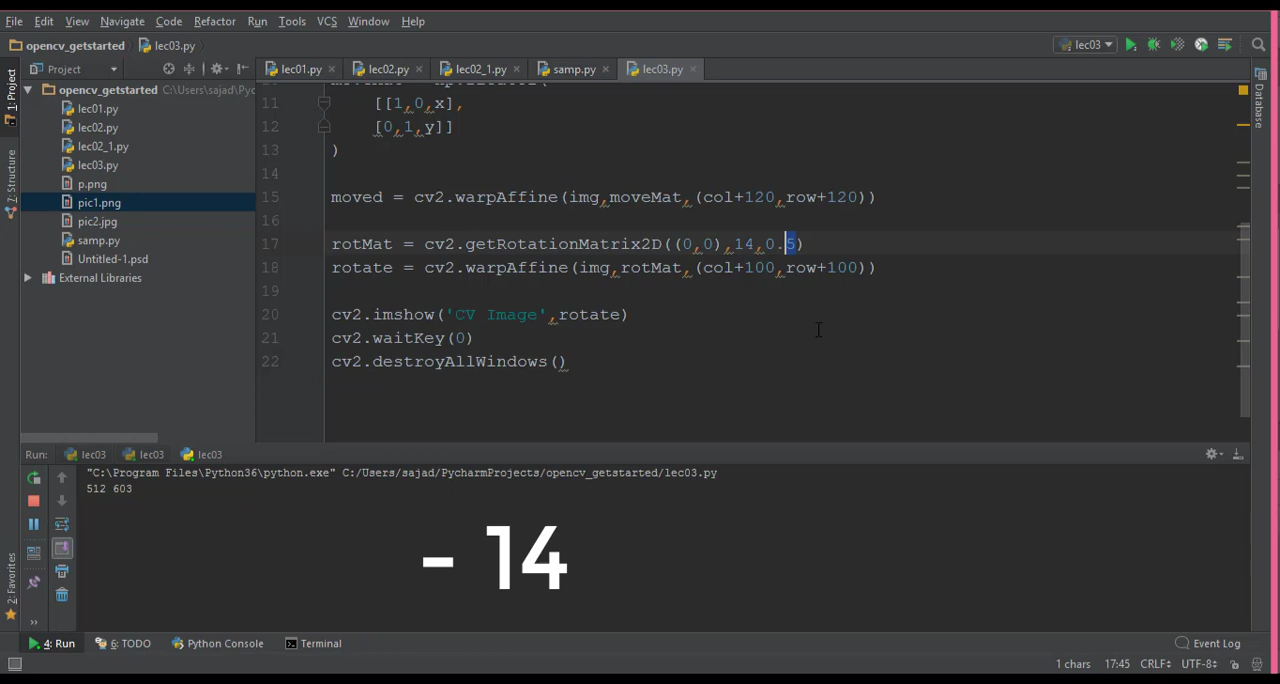 File Edit View Navigate Code Refactor Run Tools VCS Window Help
opencv_getstarted lec03.py lec03
Project lec01.py lec02.py lec02_1.py samp.py lec03.py
1: Project
7: Structure
2: Favorites
Database
opencv_getstarted C:\Users\sajad\Pyc
lec01.py
lec02.py
lec02_1.py
lec03.py
p.png
pic1.png
pic2.jpg
samp.py
Untitled-1.psd
External Libraries
11 [[1,0,x],
12 [0,1,y]]
13 )
14
15 moved = cv2.warpAffine(img,moveMat,(col+120,row+120))
16
17 rotMat = cv2.getRotationMatrix2D((0,0),14,0.5)
18 rotate = cv2.warpAffine(img,rotMat,(col+100,row+100))
19
20 cv2.imshow('CV Image',rotate)
21 cv2.waitKey(0)
22 cv2.destroyAllWindows()
Run: lec03 lec03 lec03
"C:\Program Files\Python36\python.exe" C:/Users/sajad/PycharmProjects/opencv_getstarted/lec03.py
512 603
- 14
4: Run 6: TODO Python Console Terminal Event Log
1 chars 17:45 CRLF UTF-8